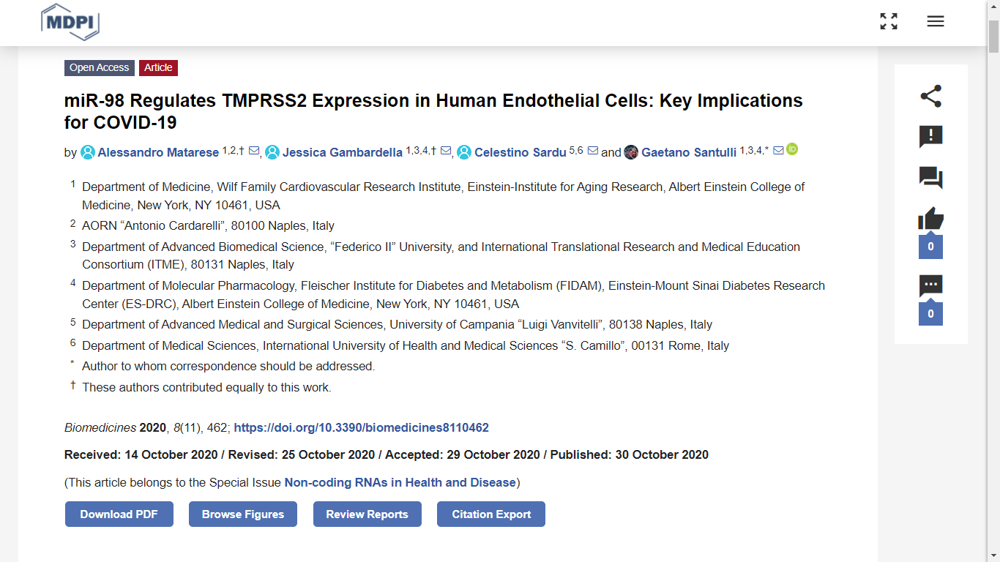 MDPI
Open Access Article
miR-98 Regulates TMPRSS2 Expression in Human Endothelial Cells: Key Implications
for COVID-19
by Alessandro Matarese 1,2,† , Jessica Gambardella 1,3,4,† , Celestino Sardu 5,6 and Gaetano Santulli 1,3,4,* iD
1 Department of Medicine, Wilf Family Cardiovascular Research Institute, Einstein-Institute for Aging Research, Albert Einstein College of
Medicine, New York, NY 10461, USA
2 AORN “Antonio Cardarelli”, 80100 Naples, Italy
3 Department of Advanced Biomedical Science, “Federico II” University, and International Translational Research and Medical Education
Consortium (ITME), 80131 Naples, Italy
4 Department of Molecular Pharmacology, Fleischer Institute for Diabetes and Metabolism (FIDAM), Einstein-Mount Sinai Diabetes Research
Center (ES-DRC), Albert Einstein College of Medicine, New York, NY 10461, USA
5 Department of Advanced Medical and Surgical Sciences, University of Campania “Luigi Vanvitelli”, 80138 Naples, Italy
6 Department of Medical Sciences, International University of Health and Medical Sciences “S. Camillo”, 00131 Rome, Italy
* Author to whom correspondence should be addressed.
† These authors contributed equally to this work.
Biomedicines 2020, 8(11), 462; https://doi.org/10.3390/biomedicines8110462
Received: 14 October 2020 / Revised: 25 October 2020 / Accepted: 29 October 2020 / Published: 30 October 2020
(This article belongs to the Special Issue Non-coding RNAs in Health and Disease)
Download PDF Browse Figures Review Reports Citation Export
0
0